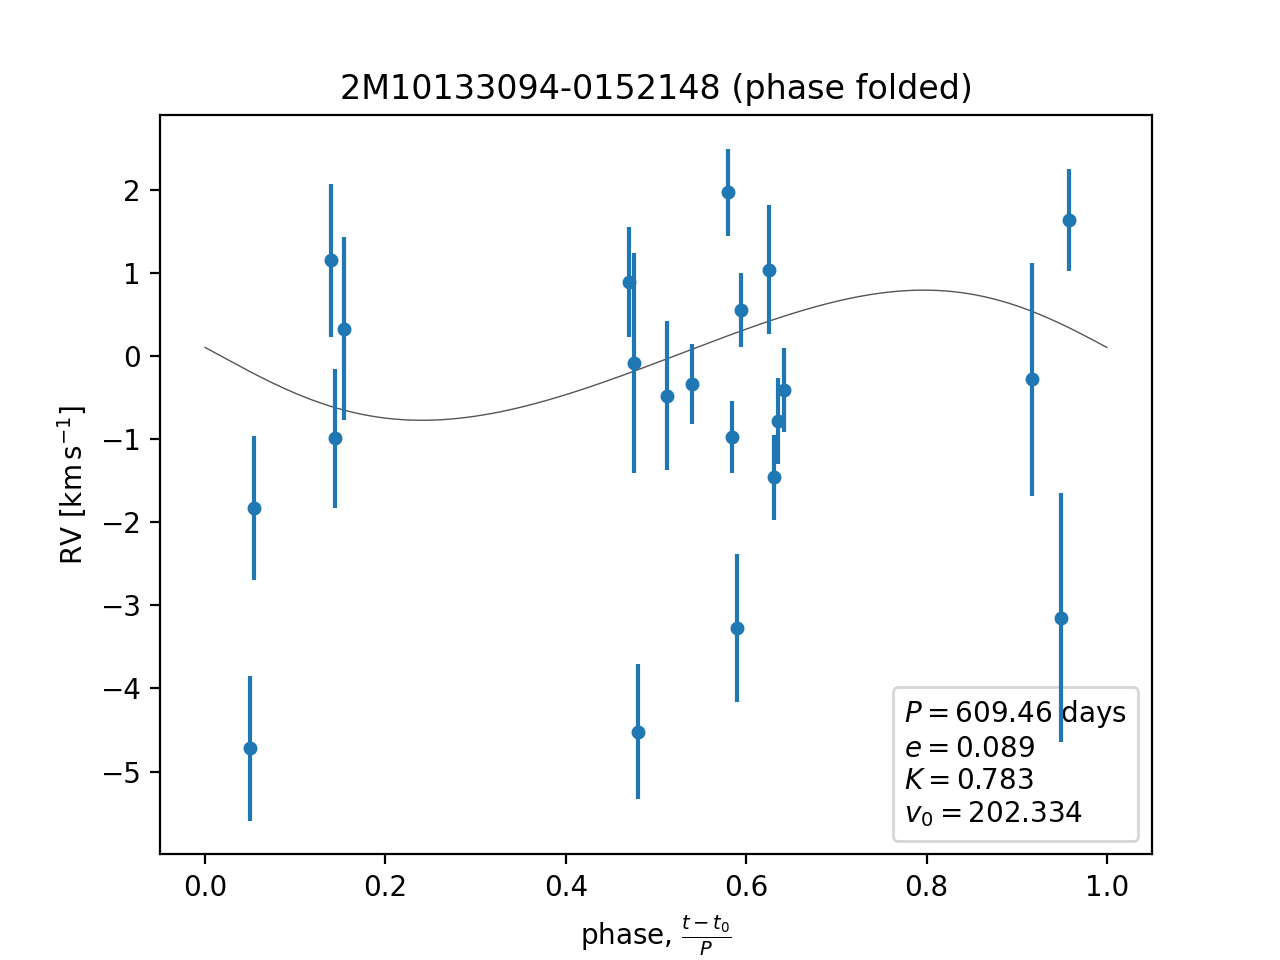 2M10133094-0152148 (phase folded)
RV [km s⁻¹]
2
1
0
−1
−2
−3
−4
−5
P = 609.46 days
e = 0.089
K = 0.783
v₀ = 202.334
0.0 0.2 0.4 0.6 0.8 1.0
phase, (t − t₀)/P